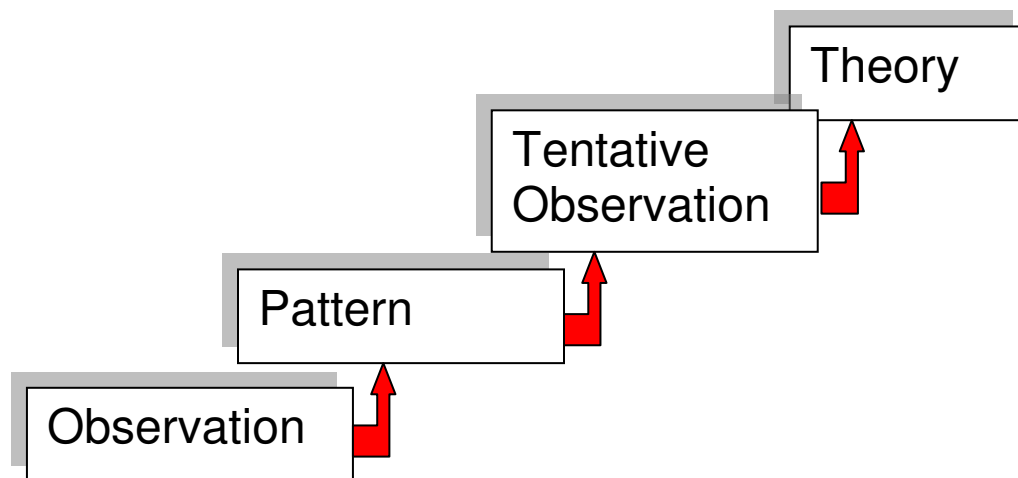 Theory
Tentative
Observation
Pattern
Observation